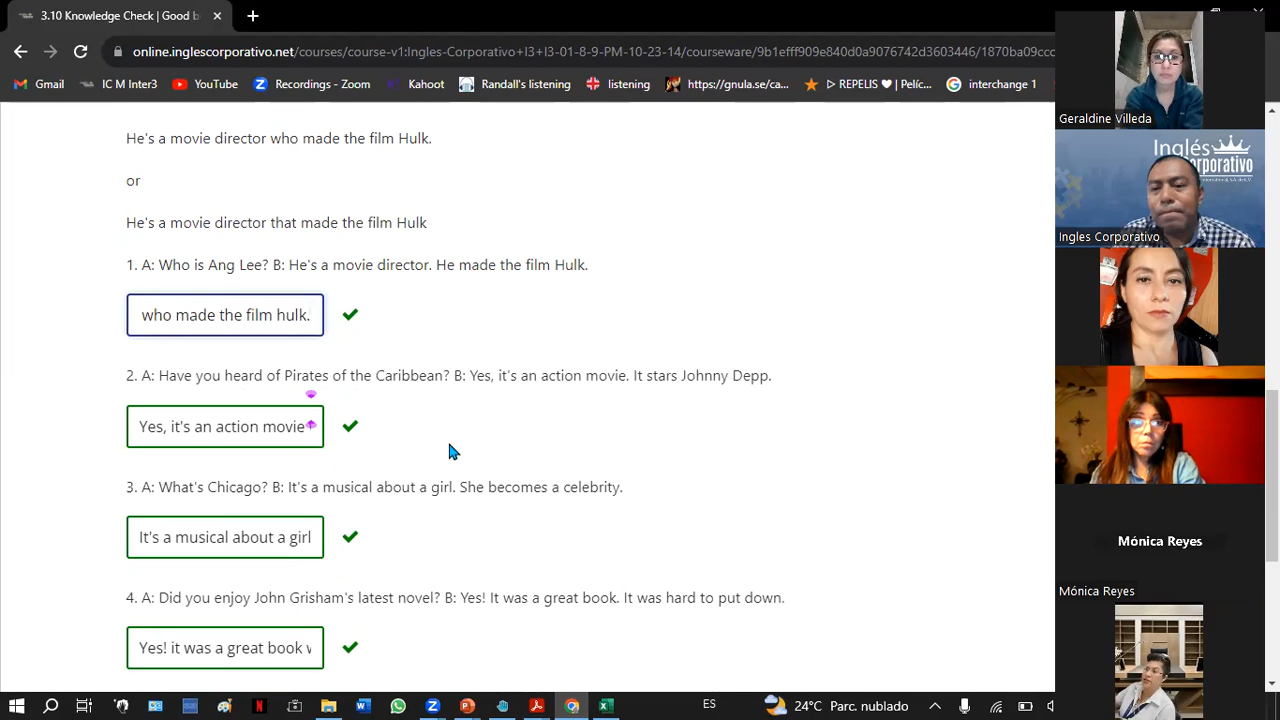 3.10 Knowledge Check | Good b
online.inglescorporativo.net/courses/course-v1:Ingles-Corporativo+I3+I3-01-8-9-PM-10-23-14/courseware/9b1efff909e840d0a9076742d3603446/1870ba09ccc
Gmail IC M Inter3 YouTube Recordings - Zoom Kahoot Randall's listening listening https://gnula.se/ca... ▷ REPELIS ♥ | Pelíc... interchange 1
He's a movie director who made the film Hulk.
or
He's a movie director that made the film Hulk
1. A: Who is Ang Lee? B: He's a movie director. He made the film Hulk.
who made the film hulk.
2. A: Have you heard of Pirates of the Caribbean? B: Yes, it's an action movie. It stars Johnny Depp.
Yes, it's an action movie
3. A: What's Chicago? B: It's a musical about a girl. She becomes a celebrity.
It's a musical about a girl
4. A: Did you enjoy John Grisham's latest novel? B: Yes! It was a great book. It was hard to put down.
Yes! it was a great book
ES 24°C Parc. nublado
Geraldine Villeda
Inglés
Corporativo
Ingles Corporativo
Mónica Reyes
Mónica Reyes